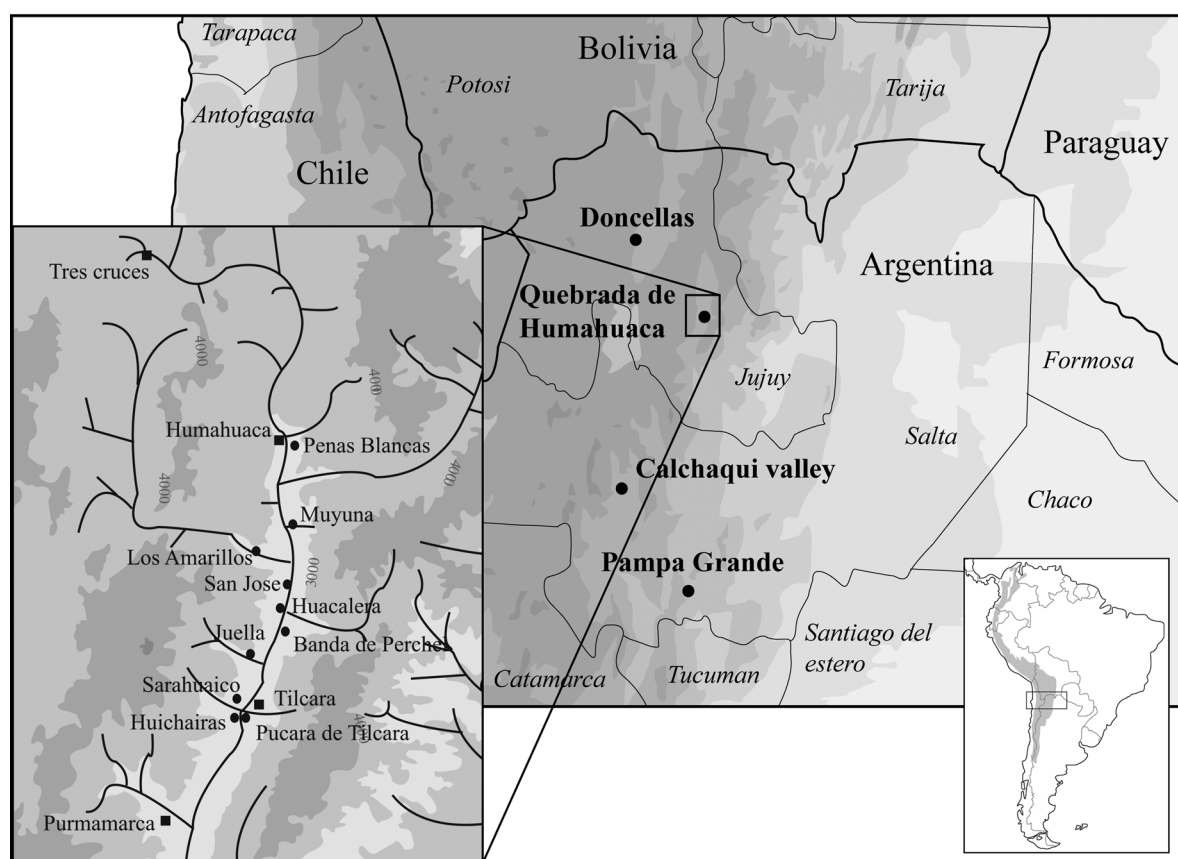 Tarapaca
Bolivia
Potosi
Tarija
Antofagasta
Paraguay
Chile
Doncellas
Argentina
Quebrada de
Humahuaca
Jujuy
Formosa
Salta
Calchaqui valley
Chaco
Pampa Grande
Santiago del
estero
Catamarca
Tucuman
Tres cruces
4000
4000
Humahuaca
Penas Blancas
4000
4000
Muyuna
Los Amarillos
3000
San Jose
Huacalera
Juella
Banda de Perchel
Sarahuaico
Tilcara
Huichairas
Pucara de Tilcara
4000
Purmamarca